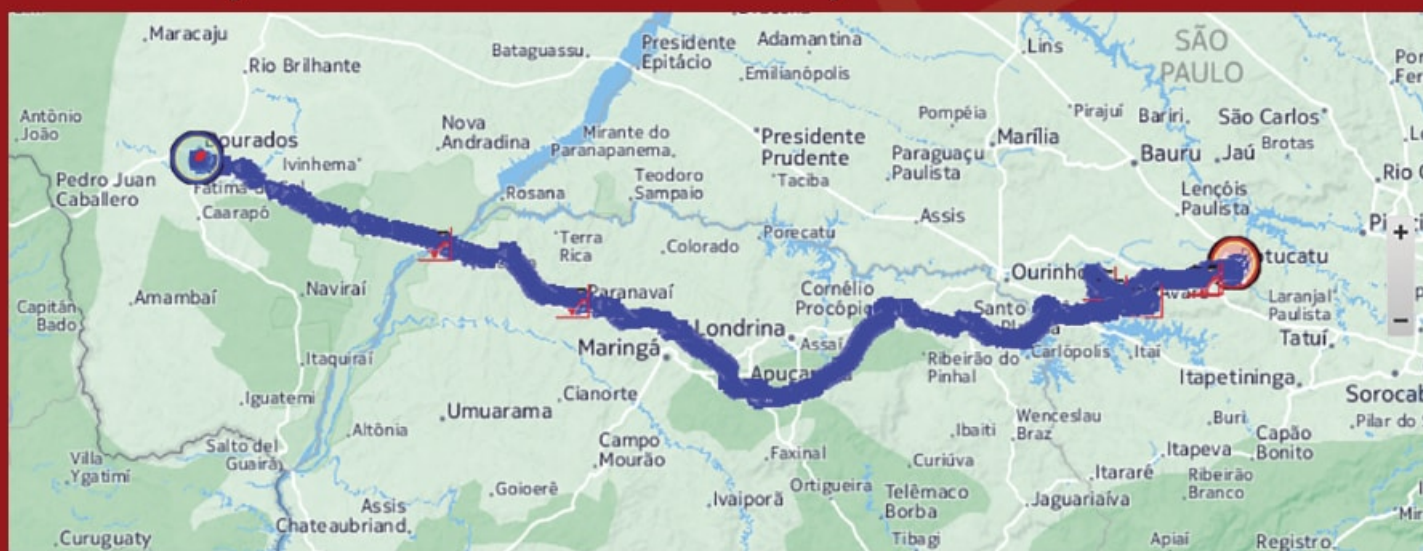 Maracaju
Rio Brilhante
Bataguassu
Presidente
Epitácio
Adamantina
Emilianópolis
Lins
SÃO
PAULO
Antônio
João
Nova
Andradina
Mirante do
Paranapanema
Presidente
Prudente
Taciba
Pompéia
Marília
Pirajuí
Bariri
São Carlos
Brotas
Bauru
Jaú
Paraguaçu
Paulista
Lençóis
Paulista
Ivinhema
Pedro Juan
Caballero
Caarapó
Rosana
Teodoro
Sampaio
Assis
Terra
Rica
Colorado
Porecatu
Amambaí
Naviraí
Paranavaí
Cornélio
Laranjal
Paulista
Capitán
Bado
Londrina
Assaí
Santo
Tatuí
Maringá
Itaquiraí
Ribeirão do
Pinhal
Carlópolis
Itaí
Itapetininga
Iguatemi
Umuarama
Cianorte
Wenceslau
Braz
Buri
Altônia
Salto del
Guairá
Campo
Mourão
Ibaiti
Itapeva
Capão
Bonito
Villa
Ygatimí
Faxinal
Curiúva
Itararé
Ribeirão
Branco
Goioerê
Ivaiporã
Ortigueira
Telêmaco
Borba
Jaguariaíva
Assis
Chateaubriand
Curuguaty
Tibagi
Apiaí
Registro
+
−